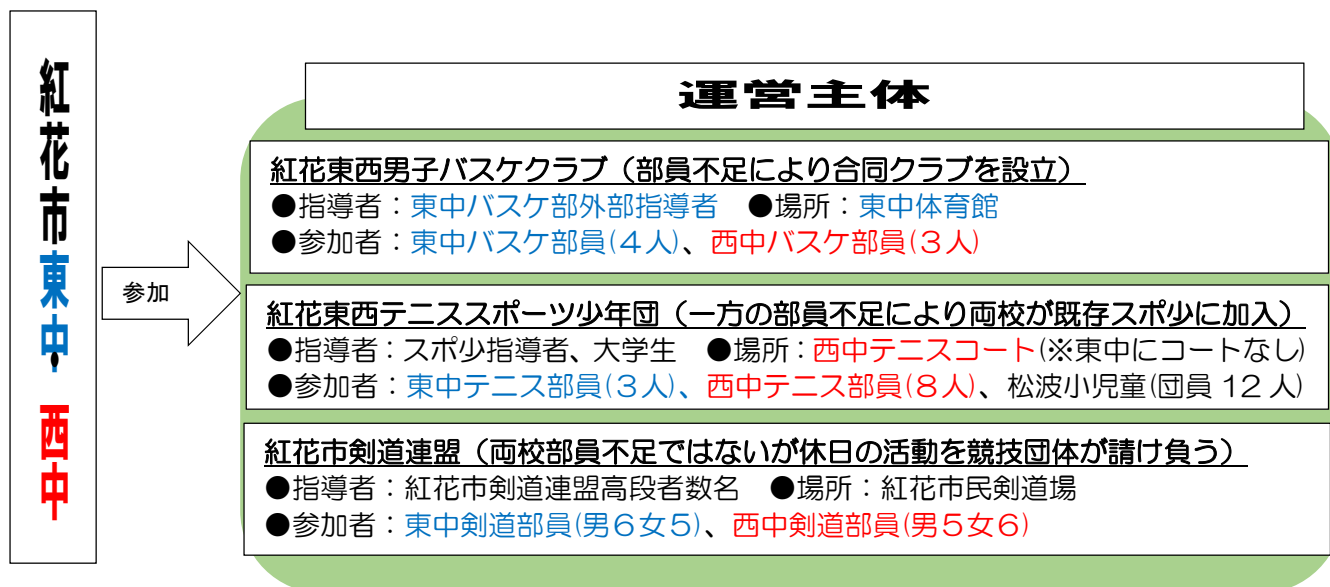 紅花市東中・西中
参加
運営主体
紅花東西男子バスケクラブ（部員不足により合同クラブを設立）
●指導者：東中バスケ部外部指導者　●場所：東中体育館
●参加者：東中バスケ部員(４人)、西中バスケ部員(３人)
紅花東西テニススポーツ少年団（一方の部員不足により両校が既存スポ少に加入）
●指導者：スポ少指導者、大学生　●場所：西中テニスコート(※東中にコートなし)
●参加者：東中テニス部員(３人)、西中テニス部員(８人)、松波小児童(団員 12 人)
紅花市剣道連盟（両校部員不足ではないが休日の活動を競技団体が請け負う）
●指導者：紅花市剣道連盟高段者数名　●場所：紅花市民剣道場
●参加者：東中剣道部員(男６女５)、西中剣道部員(男５女６)